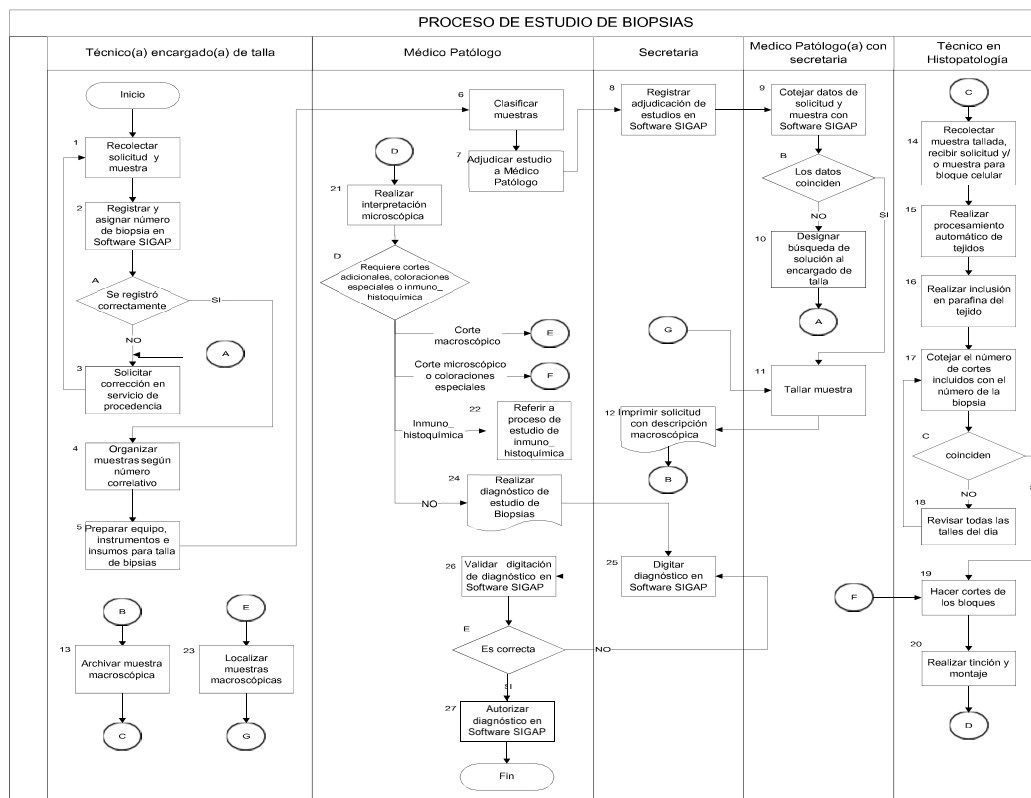 PROCESO DE ESTUDIO DE BIOPSIAS
Técnico(a) encargado(a) de talla
Médico Patólogo
Secretaria
Medico Patólogo(a) con
secretaria
Técnico en
Histopatología
Inicio
1
Recolectar
solicitud y
muestra
2
Registrar y
asignar número
de biopsia en
Software SIGAP
A
Se registró
correctamente
SI
NO
A
3
Solicitar
corrección en
servicio de
procedencia
4
Organizar
muestras según
número
correlativo
5
Preparar equipo,
instrumentos e
insumos para talla
de bipsias
B
13
Archivar muestra
macroscópica
C
E
23
Localizar
muestras
macroscópicas
G
6
Clasificar
muestras
7
Adjudicar estudio
a Médico
Patólogo
D
21
Realizar
interpretación
microscópica
D
Requiere cortes
adicionales, coloraciones
especiales o inmuno_
histoquímica
Corte
macroscópico
E
Corte microscópico
o coloraciones
especiales
F
Inmuno_
histoquímica
22
Referir a
proceso de
estudio de
inmuno_
histoquímica
NO
24
Realizar
diagnóstico de
estudio de
Biopsias
26
Validar digitación
de diagnóstico en
Software SIGAP
E
Es correcta
NO
SI
27
Autorizar
diagnóstico en
Software SIGAP
Fin
8
Registrar
adjudicación de
estudios en
Software SIGAP
G
12
Imprimir solicitud
con descripción
macroscópica
B
25
Digitar
diagnóstico en
Software SIGAP
9
Cotejar datos de
solicitud y
muestra con
Software SIGAP
B
Los datos
coinciden
SI
NO
10
Designar
búsqueda de
solución al
encargado de
talla
A
11
Tallar muestra
C
14
Recolectar
muestra tallada,
recibir solicitud y/
o muestra para
bloque celular
15
Realizar
procesamiento
automático de
tejidos
16
Realizar inclusión
en parafina del
tejido
17
Cotejar el número
de cortes
incluidos con el
número de la
biopsia
C
coinciden
NO
18
Revisar todas las
talles del día
19
F
Hacer cortes de
los bloques
20
Realizar tinción y
montaje
D